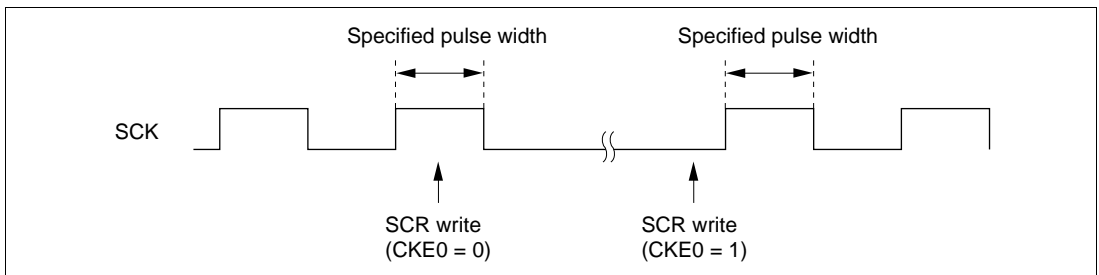 Specified pulse width Specified pulse width
SCK
SCR write SCR write
(CKE0 = 0) (CKE0 = 1)